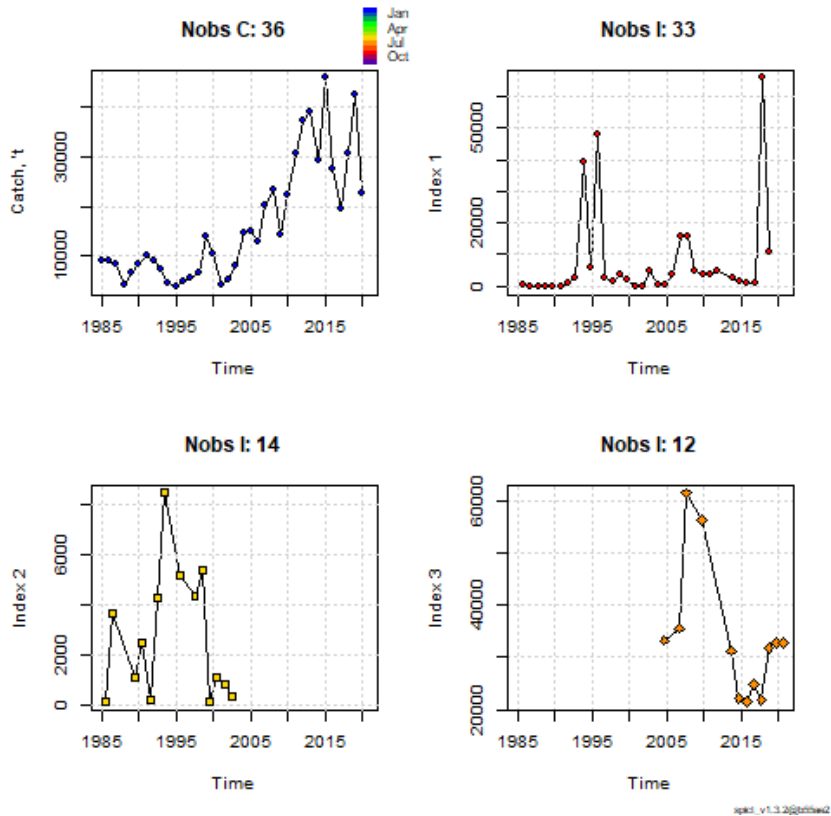 Nobs C: 36
Jan
Apr
Jul
Oct
Catch, 't
10000
30000
1985
1995
2005
2015
Time
Nobs I: 33
Index 1
0
20000
50000
1985
1995
2005
2015
Time
Nobs I: 14
Index 2
0
2000
6000
1985
1995
2005
2015
Time
Nobs I: 12
Index 3
20000
40000
60000
1985
1995
2005
2015
Time